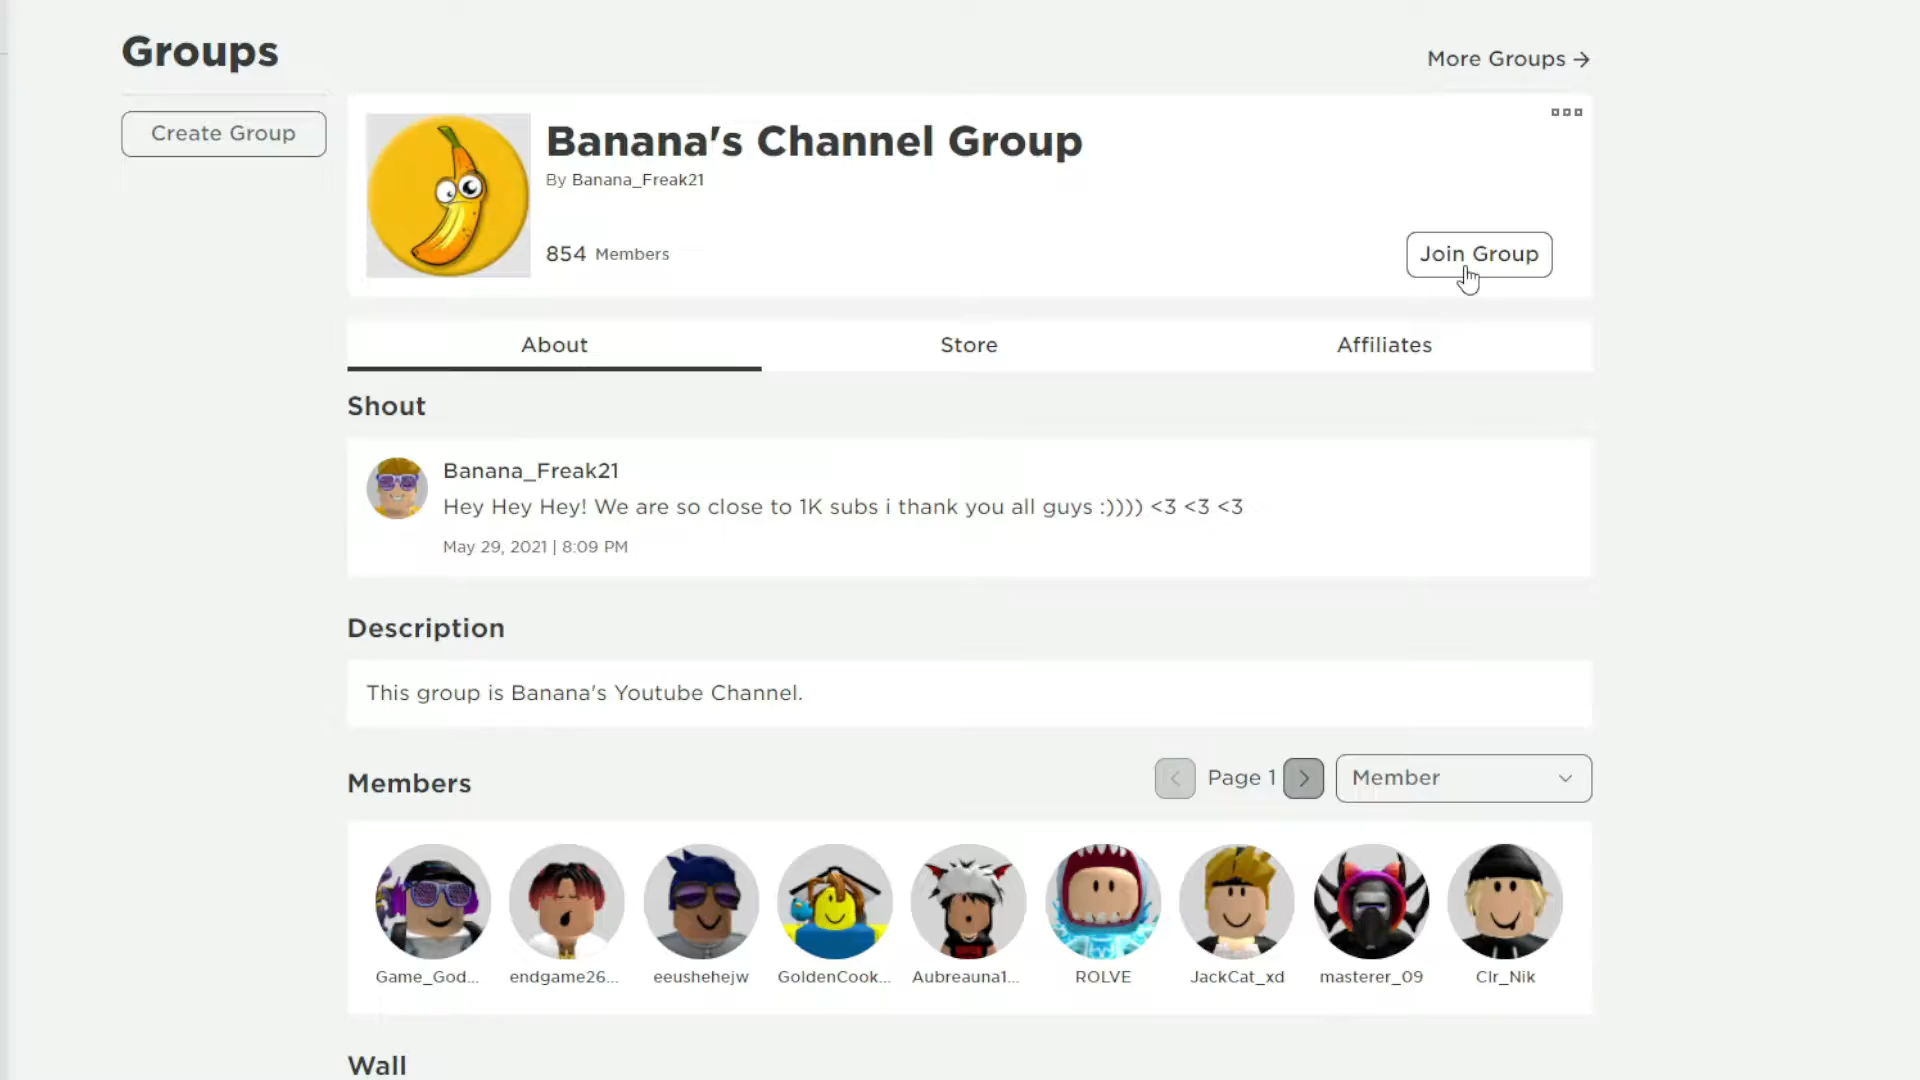 Groups
More Groups →
Create Group
Banana's Channel Group
By Banana_Freak21
854 Members
Join Group
About
Store
Affiliates
Shout
Banana_Freak21
Hey Hey Hey! We are so close to 1K subs i thank you all guys :)))) <3 <3 <3
May 29, 2021 | 8:09 PM
Description
This group is Banana's Youtube Channel.
Members
Page 1
Member
Game_God...
endgame26...
eeushehejw
GoldenCook...
Aubreauna1...
ROLVE
JackCat_xd
masterer_09
Clr_Nik
Wall